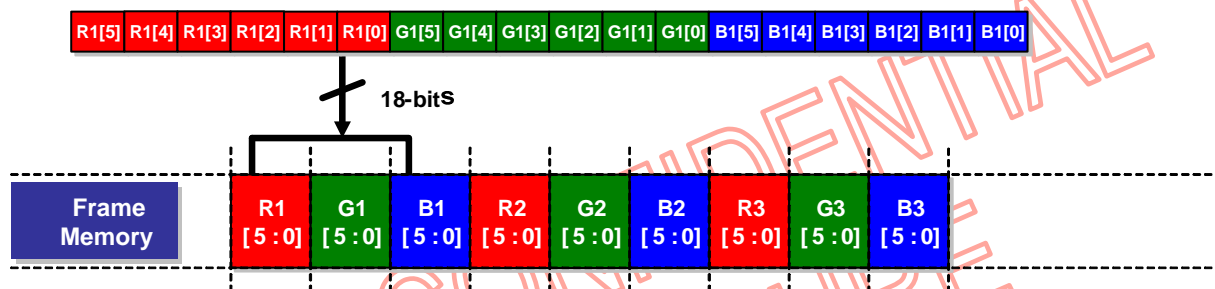 R1[5] R1[4] R1[3] R1[2] R1[1] R1[0] G1[5] G1[4] G1[3] G1[2] G1[1] G1[0] B1[5] B1[4] B1[3] B1[2] B1[1] B1[0]
18-bits
Frame Memory
R1 [5:0]
G1 [5:0]
B1 [5:0]
R2 [5:0]
G2 [5:0]
B2 [5:0]
R3 [5:0]
G3 [5:0]
B3 [5:0]
CONFIDENTIAL